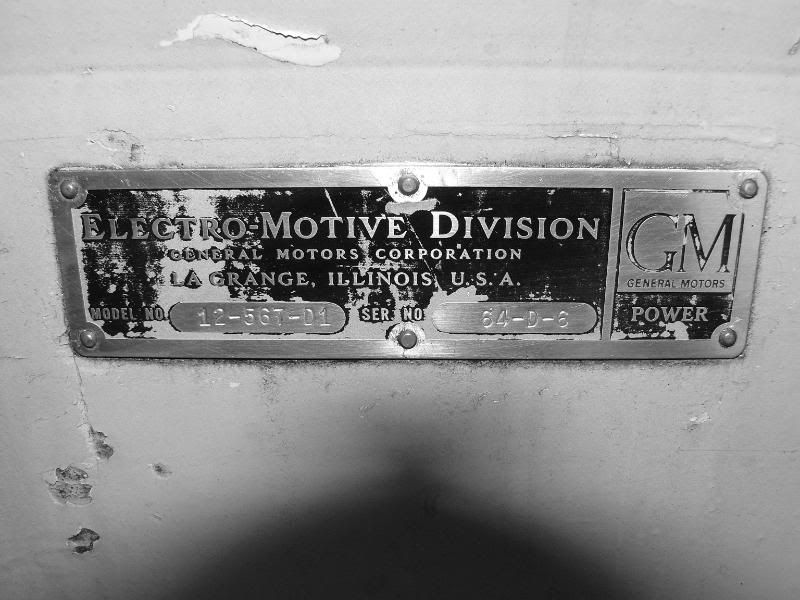 ELECTRO-MOTIVE DIVISION
GENERAL MOTORS CORPORATION
LA GRANGE, ILLINOIS, U.S.A.
MODEL NO. 12-567-D1 SER. NO. 64-D-6
GM
GENERAL MOTORS
POWER